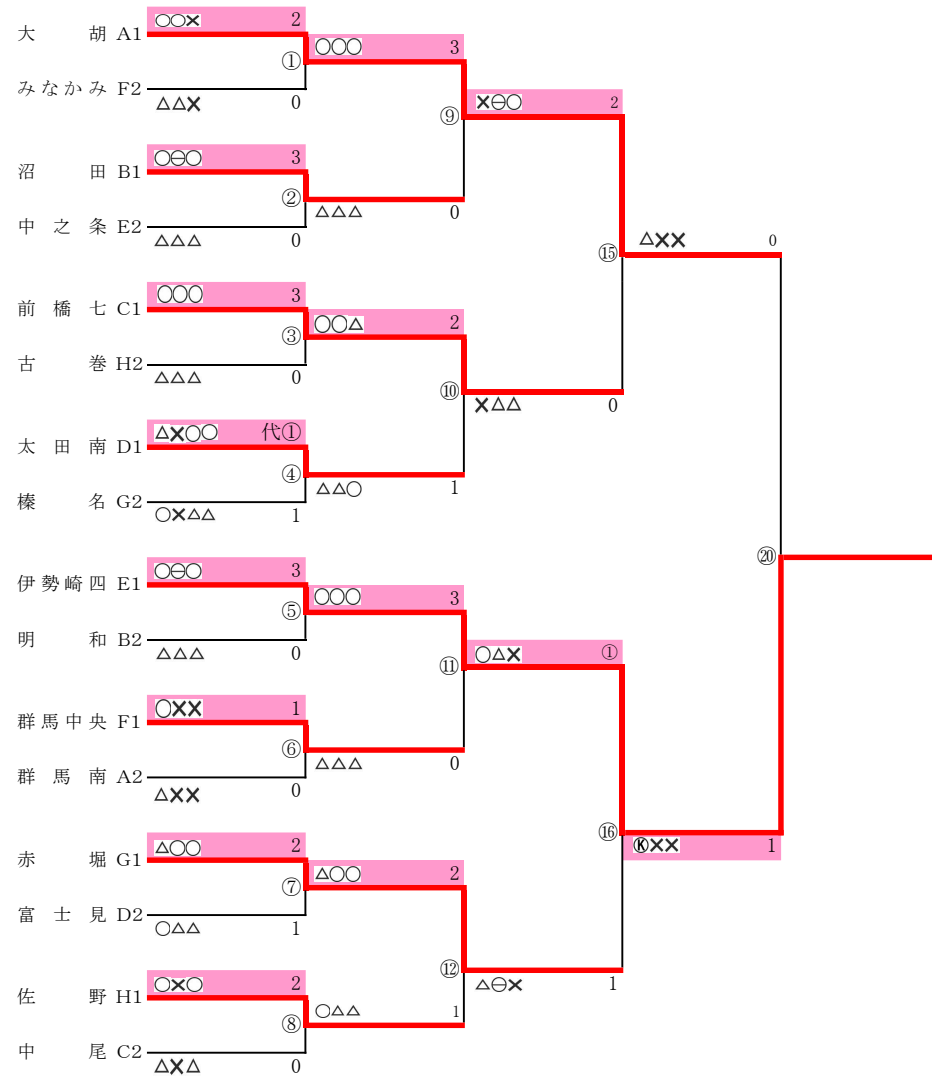 ○○× 2
大胡 A1
○○○ 3
①
みなかみ F2
△△× 0
×⊖○ 2
⑨
○⊖○ 3
沼田 B1
②
△△△ 0
中之条 E2
△△△ 0
△×× 0
⑮
○○○ 3
前橋七 C1
○○△ 2
③
古巻 H2
△△△ 0
⑩
×△△ 0
△×○○ 代①
太田南 D1
④
△△○ 1
榛名 G2
○×△△ 1
⑳
○⊖○ 3
伊勢崎四 E1
○○○ 3
⑤
明和 B2
△△△ 0
○△× ①
⑪
○×× 1
群馬中央 F1
⑥
△△△ 0
群馬南 A2
△×× 0
⑯
Ⓚ×× 1
△○○ 2
赤堀 G1
△○○ 2
⑦
富士見 D2
○△△ 1
⑫
△⊖× 1
○×○ 2
佐野 H1
○△△ 1
⑧
中尾 C2
△×△ 0